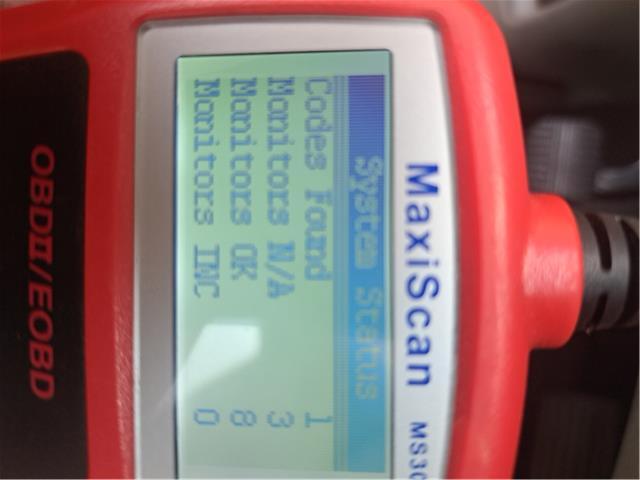 MaxiScan MS30
System Status
Codes Found 1
Monitors N/A 3
Monitors OK 8
Monitors INC 0
OBDII/EOBD